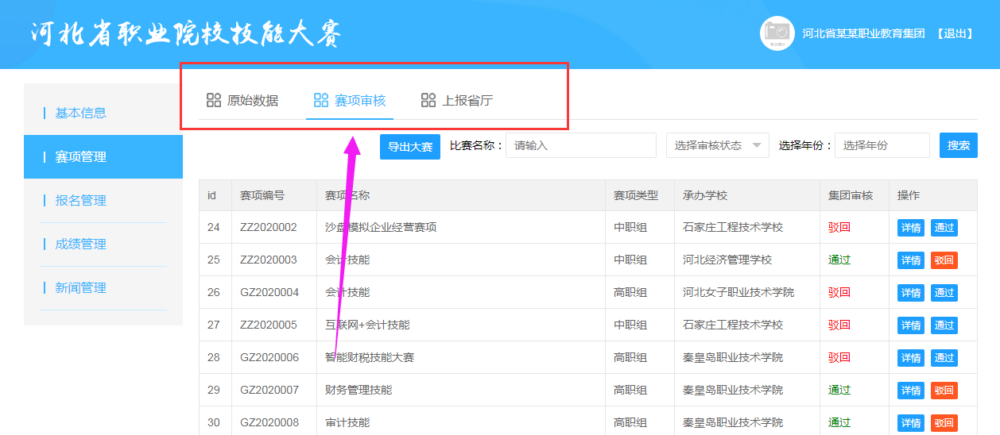 河北省职业院校技能大赛
河北省某某职业教育集团 【退出】
基本信息
赛项管理
报名管理
成绩管理
新闻管理
原始数据 赛项审核 上报省厅
导出大赛 比赛名称： 请输入 选择审核状态 选择年份： 选择年份 搜索
id 赛项编号 赛项名称 赛项类型 承办学校 集团审核 操作
24 ZZ2020002 沙盘模拟企业经营赛项 中职组 石家庄工程技术学校 驳回 详情 通过
25 ZZ2020003 会计技能 中职组 河北经济管理学校 通过 详情 驳回
26 GZ2020004 会计技能 高职组 河北女子职业技术学院 驳回 详情 通过
27 ZZ2020005 互联网+会计技能 中职组 石家庄工程技术学校 驳回 详情 通过
28 GZ2020006 智能财税技能大赛 高职组 秦皇岛职业技术学院 驳回 详情 通过
29 GZ2020007 财务管理技能 高职组 秦皇岛职业技术学院 通过 详情 驳回
30 GZ2020008 审计技能 高职组 秦皇岛职业技术学院 通过 详情 驳回